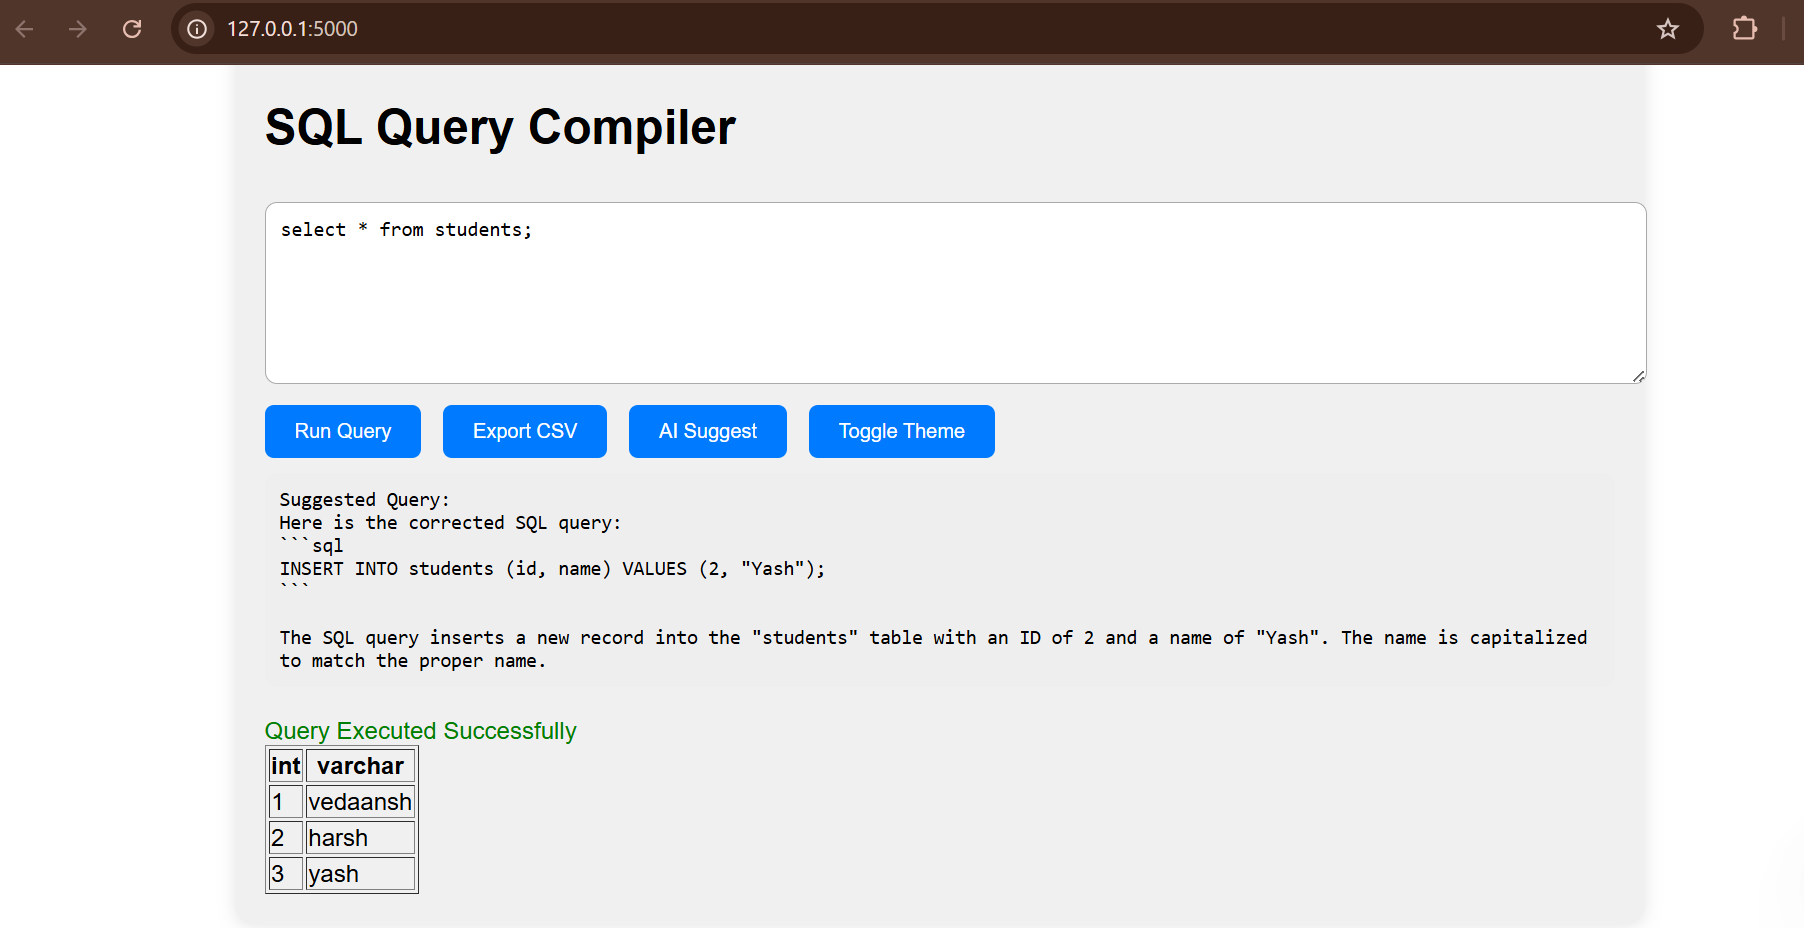 127.0.0.1:5000
SQL Query Compiler
select * from students;
Run Query Export CSV AI Suggest Toggle Theme
Suggested Query:
Here is the corrected SQL query:
```sql
INSERT INTO students (id, name) VALUES (2, "Yash");
```
The SQL query inserts a new record into the "students" table with an ID of 2 and a name of "Yash". The name is capitalized
to match the proper name.
Query Executed Successfully
int varchar
1 vedaansh
2 harsh
3 yash